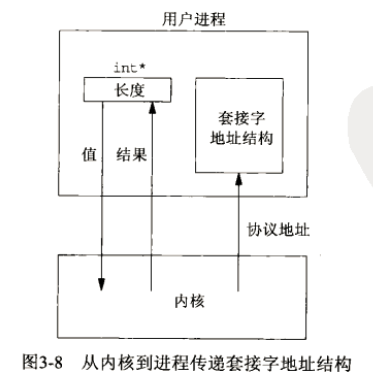 用户进程
int*
长度
套接字
地址结构
值
结果
协议地址
内核
图3-8 从内核到进程传递套接字地址结构